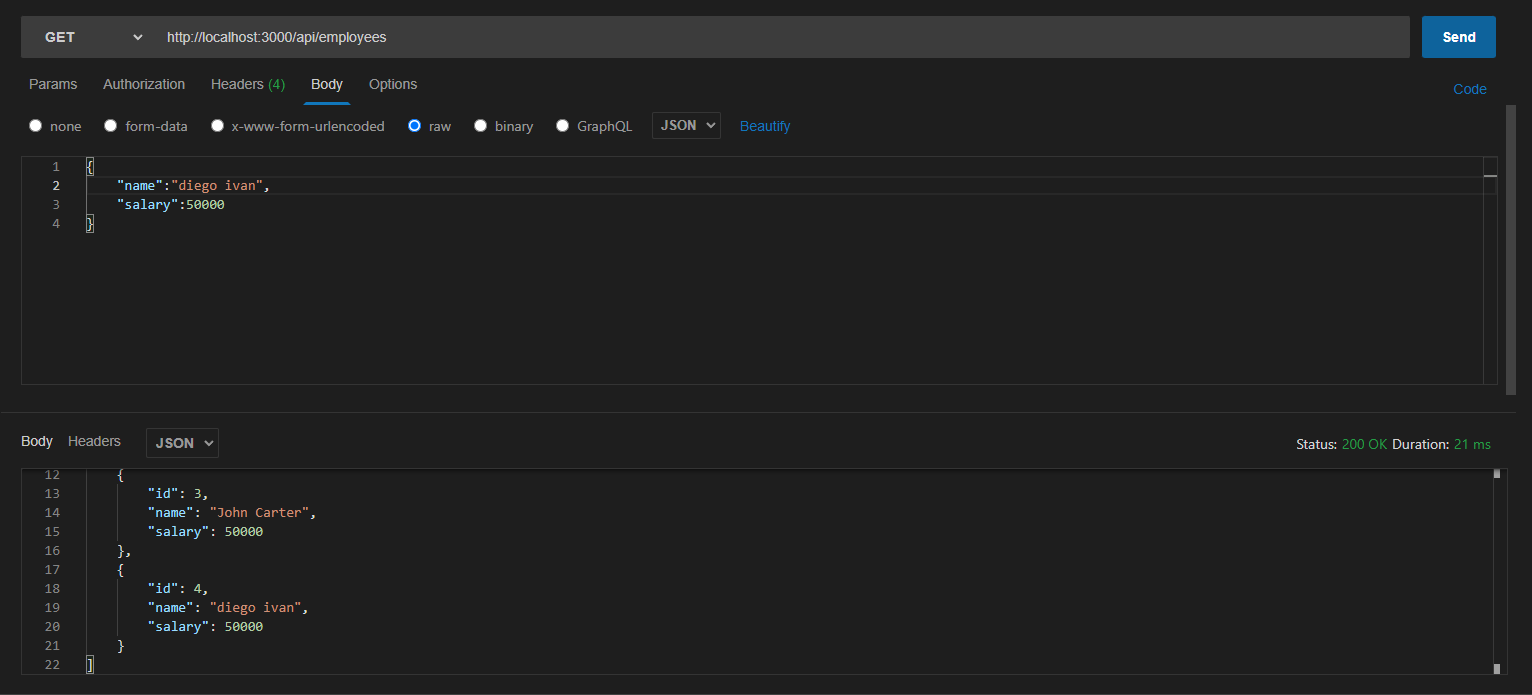 GET http://localhost:3000/api/employees Send
Params Authorization Headers (4) Body Options Code
none form-data x-www-form-urlencoded raw binary GraphQL JSON Beautify
1 {
2 "name":"diego ivan",
3 "salary":50000
4 }
Body Headers JSON Status: 200 OK Duration: 21 ms
12 {
13 "id": 3,
14 "name": "John Carter",
15 "salary": 50000
16 },
17 {
18 "id": 4,
19 "name": "diego ivan",
20 "salary": 50000
21 }
22 ]